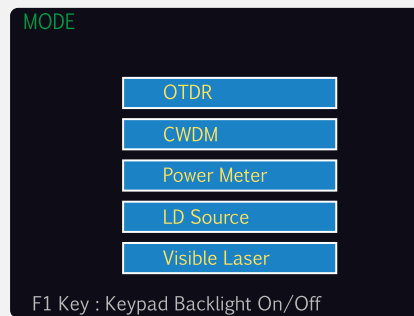 MODE
OTDR
CWDM
Power Meter
LD Source
Visible Laser
F1 Key : Keypad Backlight On/Off